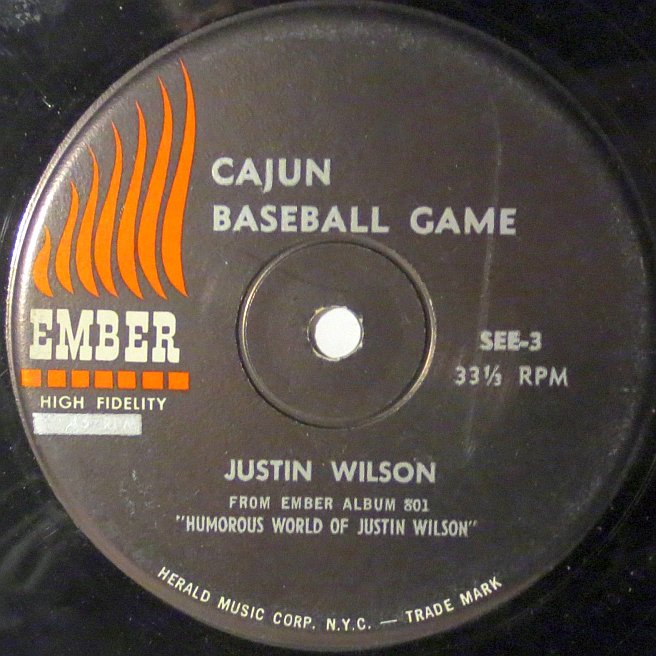 CAJUN
BASEBALL GAME
EMBER
HIGH FIDELITY
SEE-3
33⅓ RPM
JUSTIN WILSON
FROM EMBER ALBUM 801
"HUMOROUS WORLD OF JUSTIN WILSON"
HERALD MUSIC CORP. N.Y.C. — TRADE MARK